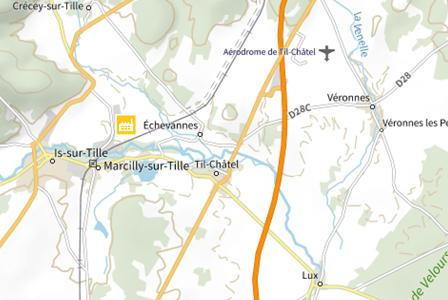 Crécey-sur-Tille
Aérodrome de Til-Châtel
la Venelle
D28
Véronnes
D28C
Échevannes
Véronnes les Pe
Is-sur-Tille
Marcilly-sur-Tille
Til-Châtel
Lux
de Velours